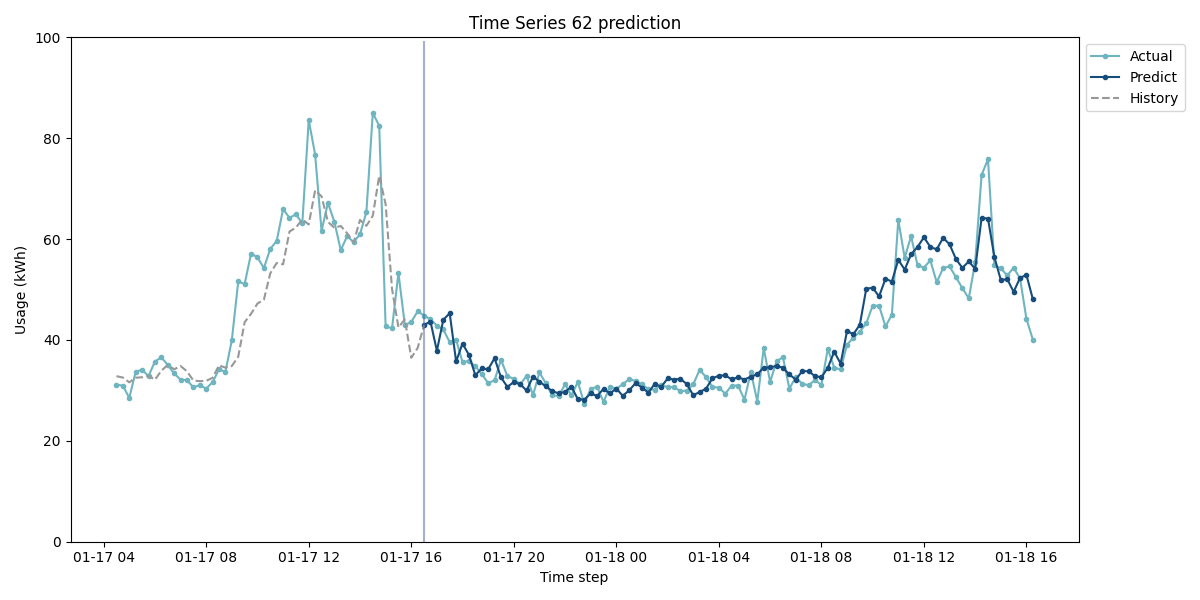 Time Series 62 prediction
Usage (kWh)
100
80
60
40
20
0
01-17 04
01-17 08
01-17 12
01-17 16
01-17 20
01-18 00
01-18 04
01-18 08
01-18 12
01-18 16
Time step
Actual
Predict
History